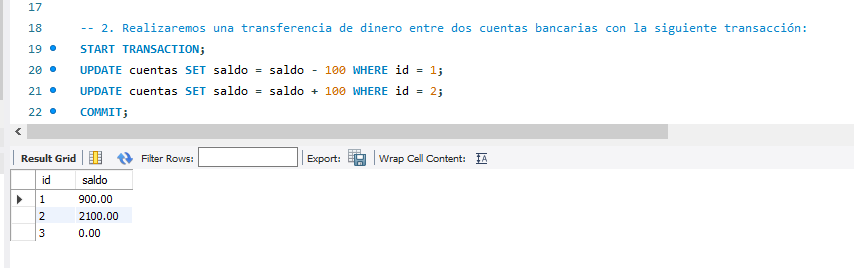 17
18 -- 2. Realizaremos una transferencia de dinero entre dos cuentas bancarias con la siguiente transacción:
19 START TRANSACTION;
20 UPDATE cuentas SET saldo = saldo - 100 WHERE id = 1;
21 UPDATE cuentas SET saldo = saldo + 100 WHERE id = 2;
22 COMMIT;
Result Grid Filter Rows: Export: Wrap Cell Content:
id saldo
1 900.00
2 2100.00
3 0.00